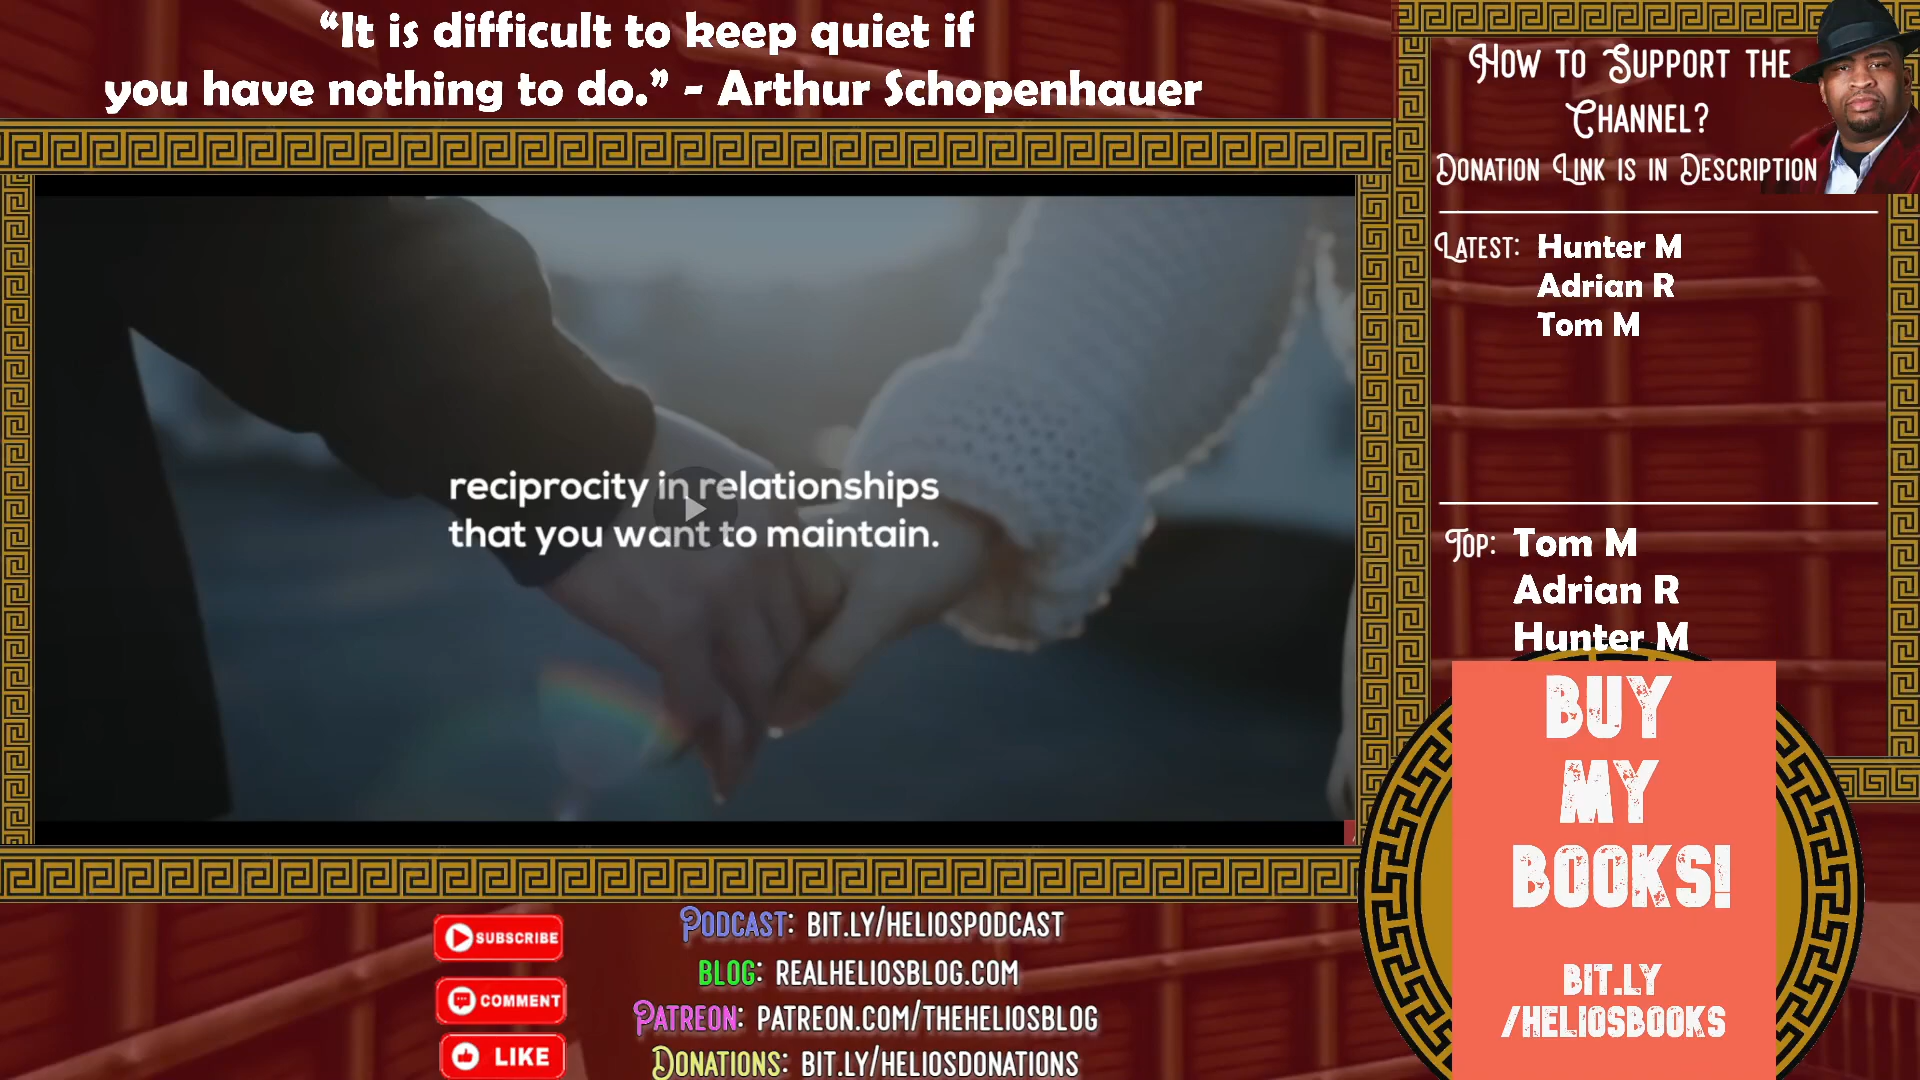 “It is difficult to keep quiet if
you have nothing to do.” - Arthur Schopenhauer
How to Support the
Channel?
Donation Link is in Description
Latest: Hunter M
Adrian R
Tom M
reciprocity in relationships
that you want to maintain.
Top: Tom M
Adrian R
Hunter M
BUY
MY
BOOKS!
BIT.LY
/HELIOSBOOKS
SUBSCRIBE
COMMENT
LIKE
Podcast: BIT.LY/HELIOSPODCAST
BLOG: REALHELIOSBLOG.COM
Patreon: PATREON.COM/THEHELIOSBLOG
Donations: BIT.LY/HELIOSDONATIONS